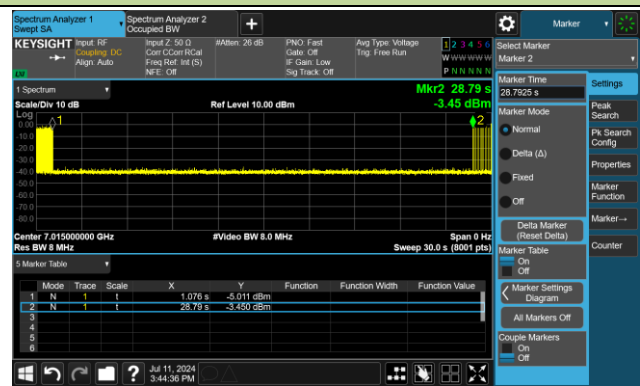 Spectrum Analyzer 1
Swept SA
Spectrum Analyzer 2
Occupied BW
Marker
KEYSIGHT
Input: RF
Coupling: DC
Align: Auto
Input Z: 50 Ω
Corr CCorr RCal
Freq Ref: Int (S)
NFE: Off
#Atten: 26 dB
PNO: Fast
Gate: Off
IF Gain: Low
Sig Track: Off
Avg Type: Voltage
Trig: Free Run
1 2 3 4 5 6
W W W W W W
P N N N N N
LXI
Select Marker
Marker 2
1 Spectrum
Mkr2 28.79 s
-3.45 dBm
Scale/Div 10 dB
Ref Level 10.00 dBm
Log
0.00
-10.0
-20.0
-30.0
-40.0
-50.0
-60.0
-70.0
-80.0
1
2
Center 7.015000000 GHz
Res BW 8 MHz
#Video BW 8.0 MHz
Span 0 Hz
Sweep 30.0 s (8001 pts)
Marker Time
28.7925 s
Marker Mode
Normal
Delta (Δ)
Fixed
Off
Delta Marker
(Reset Delta)
Marker Table
On
Off
Marker Settings
Diagram
All Markers Off
Couple Markers
On
Off
Settings
Peak
Search
Pk Search
Config
Properties
Marker
Function
Marker→
Counter
5 Marker Table
Mode Trace Scale X Y Function Function Width Function Value
1 N 1 t 1.076 s -5.011 dBm
2 N 1 t 28.79 s -3.450 dBm
3
4
5
6
?
Jul 11, 2024
3:44:36 PM